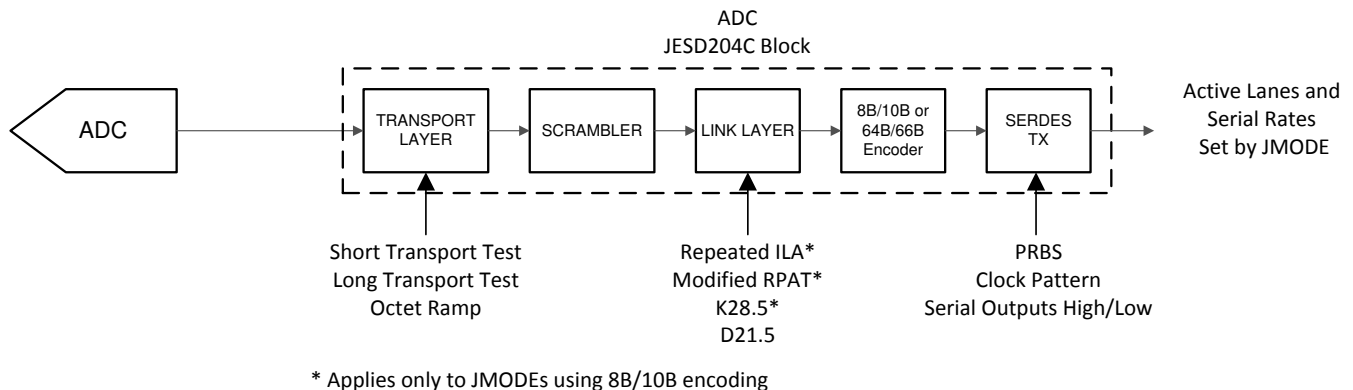 ADC
JESD204C Block
ADC
TRANSPORT
LAYER
SCRAMBLER
LINK LAYER
8B/10B or
64B/66B
Encoder
SERDES
TX
Active Lanes and
Serial Rates
Set by JMODE
Short Transport Test
Long Transport Test
Octet Ramp
Repeated ILA*
Modified RPAT*
K28.5*
D21.5
PRBS
Clock Pattern
Serial Outputs High/Low
* Applies only to JMODEs using 8B/10B encoding